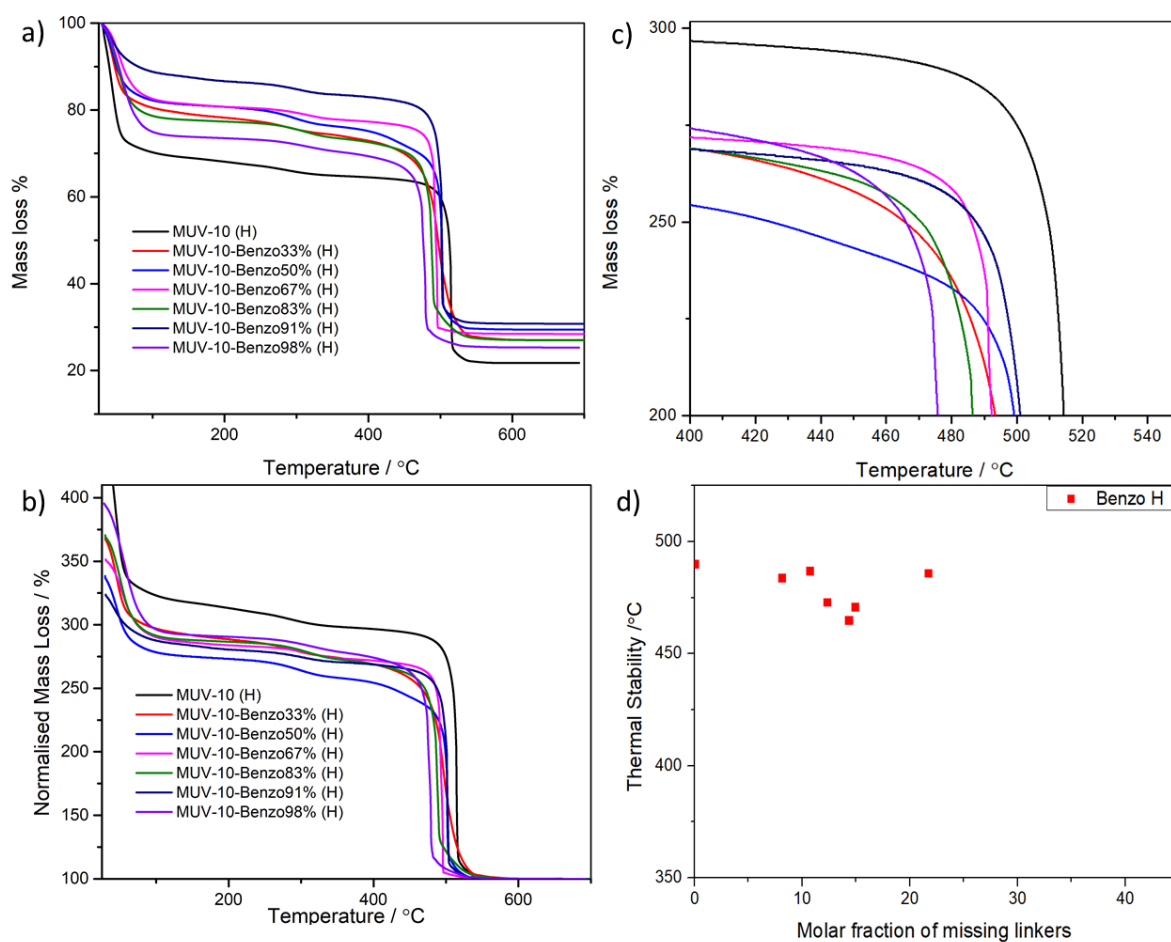 a)
100
80
60
40
20
Mass loss %
MUV-10 (H)
MUV-10-Benzo33% (H)
MUV-10-Benzo50% (H)
MUV-10-Benzo67% (H)
MUV-10-Benzo83% (H)
MUV-10-Benzo91% (H)
MUV-10-Benzo98% (H)
200 400 600
Temperature / °C
c)
300
250
200
Mass loss %
400 420 440 460 480 500 520 540
Temperature / °C
b)
400
350
300
250
200
150
100
Normalised Mass Loss / %
MUV-10 (H)
MUV-10-Benzo33% (H)
MUV-10-Benzo50% (H)
MUV-10-Benzo67% (H)
MUV-10-Benzo83% (H)
MUV-10-Benzo91% (H)
MUV-10-Benzo98% (H)
200 400 600
Temperature / °C
d)
Benzo H
500
450
400
350
Thermal Stability /°C
0 10 20 30 40
Molar fraction of missing linkers